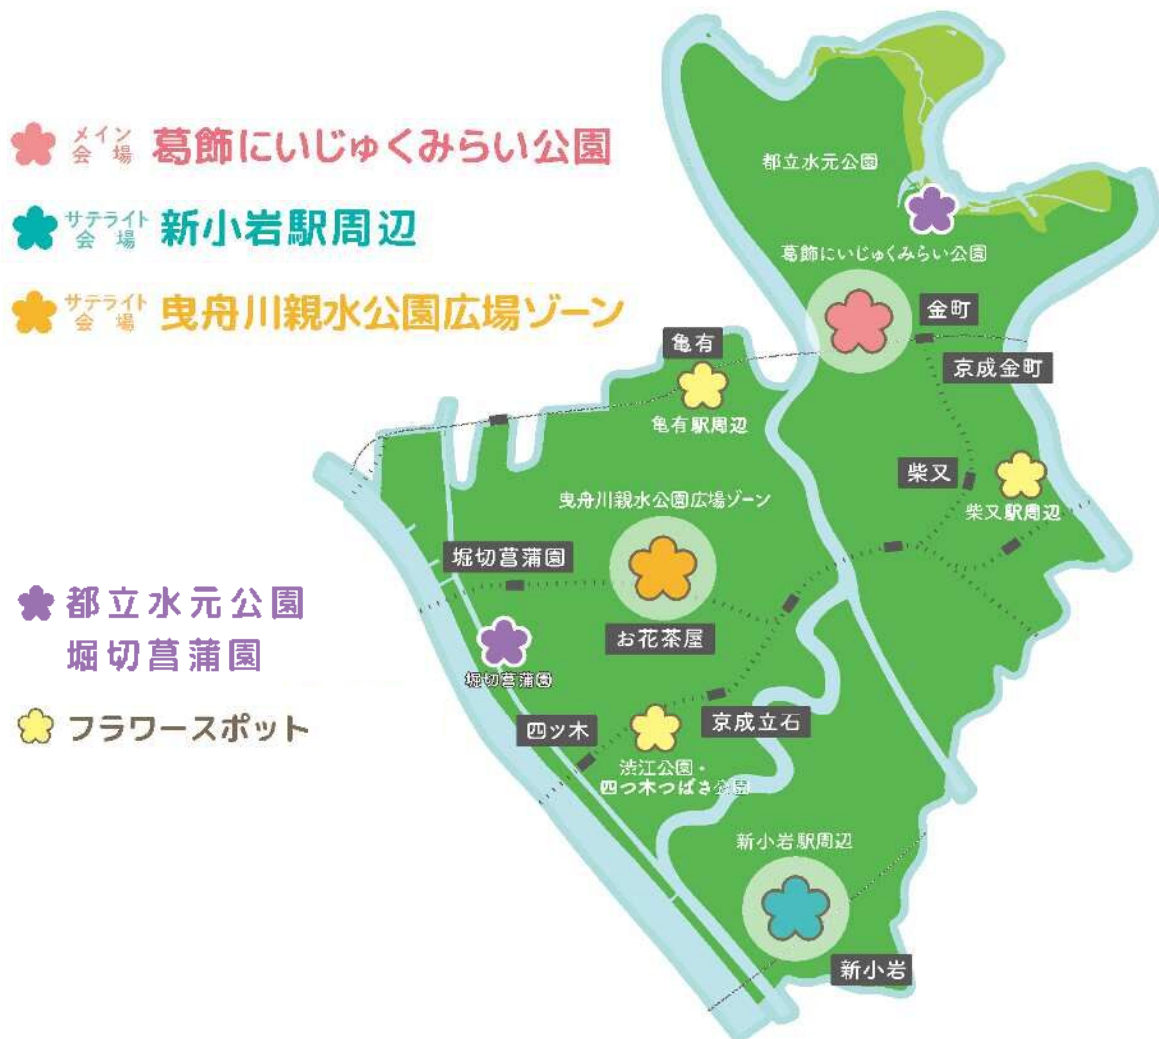 メイン会場 葛飾にいじゅくみらい公園
サテライト会場 新小岩駅周辺
サテライト会場 曳舟川親水公園広場ゾーン
都立水元公園
堀切菖蒲園
フラワースポット
都立水元公園
葛飾にいじゅくみらい公園
金町
亀有
京成金町
亀有駅周辺
柴又
曳舟川親水公園広場ゾーン
柴又駅周辺
堀切菖蒲園
お花茶屋
堀切菖蒲園
四ツ木
京成立石
渋江公園・
四つ木つばさ公園
新小岩駅周辺
新小岩